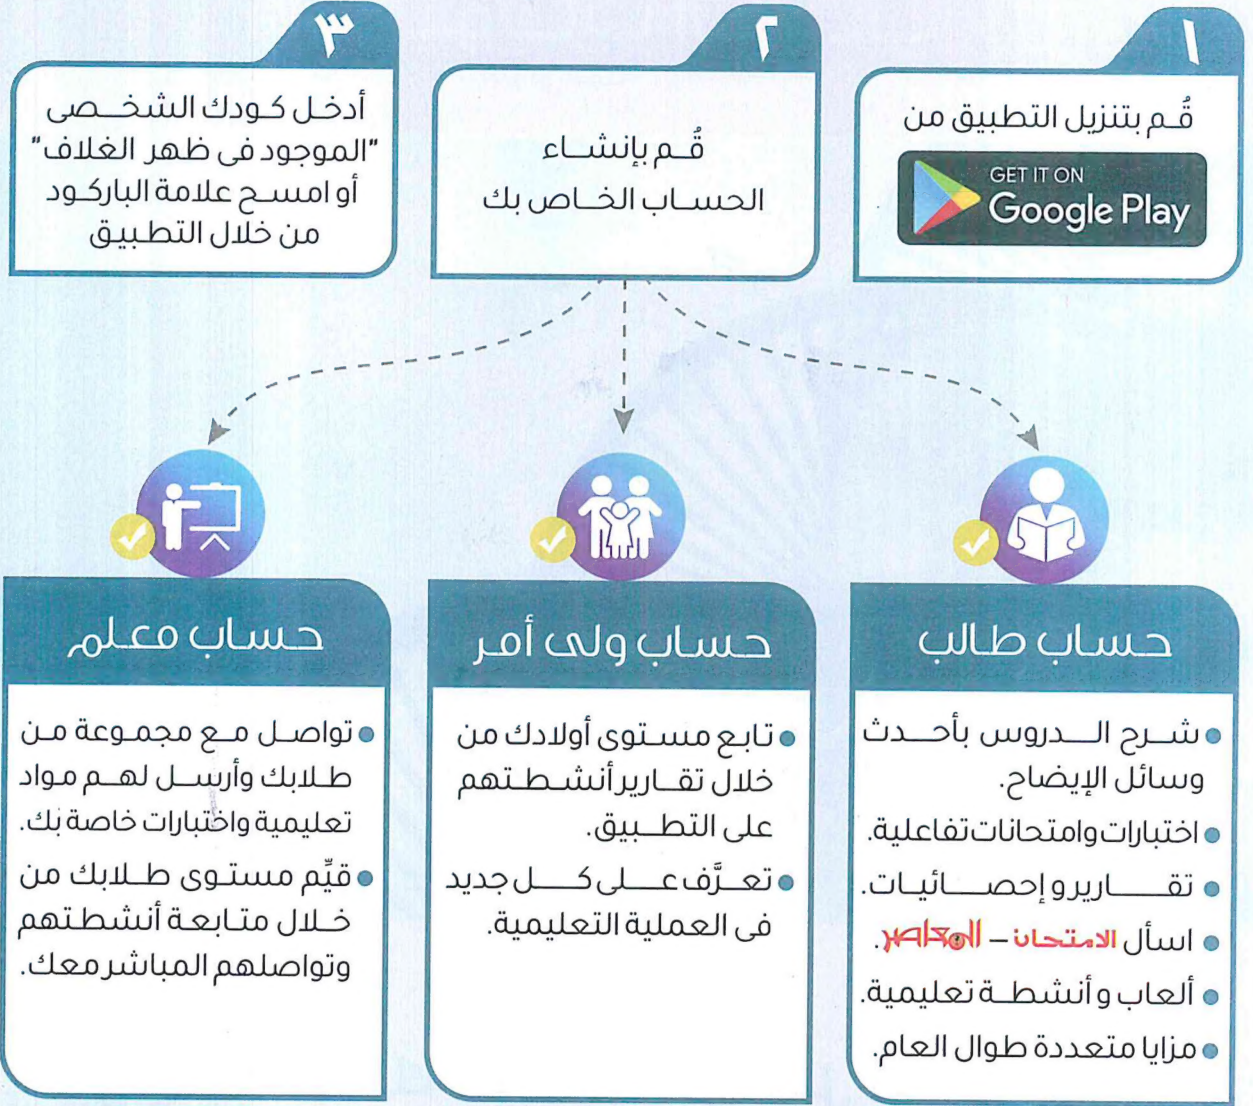 ١
قُم بتنزيل التطبيق من
GET IT ON
Google Play
٢
قُم بإنشاء
الحساب الخاص بك
٣
أدخل كودك الشخصى
"الموجود فى ظهر الغلاف"
أو امسح علامة الباركود
من خلال التطبيق
حساب طالب
شرح الدروس بأحدث
وسائل الإيضاح.
اختبارات وامتحانات تفاعلية.
تقارير وإحصائيات.
اسأل الامتحان - المعاصر.
ألعاب وأنشطة تعليمية.
مزايا متعددة طوال العام.
حساب ولى أمر
تابع مستوى أولادك من
خلال تقارير أنشطتهم
على التطبيق.
تعرَّف على كل جديد
فى العملية التعليمية.
حساب معلم
تواصل مع مجموعة من
طلابك وأرسل لهم مواد
تعليمية واختبارات خاصة بك.
قيِّم مستوى طلابك من
خلال متابعة أنشطتهم
وتواصلهم المباشر معك.